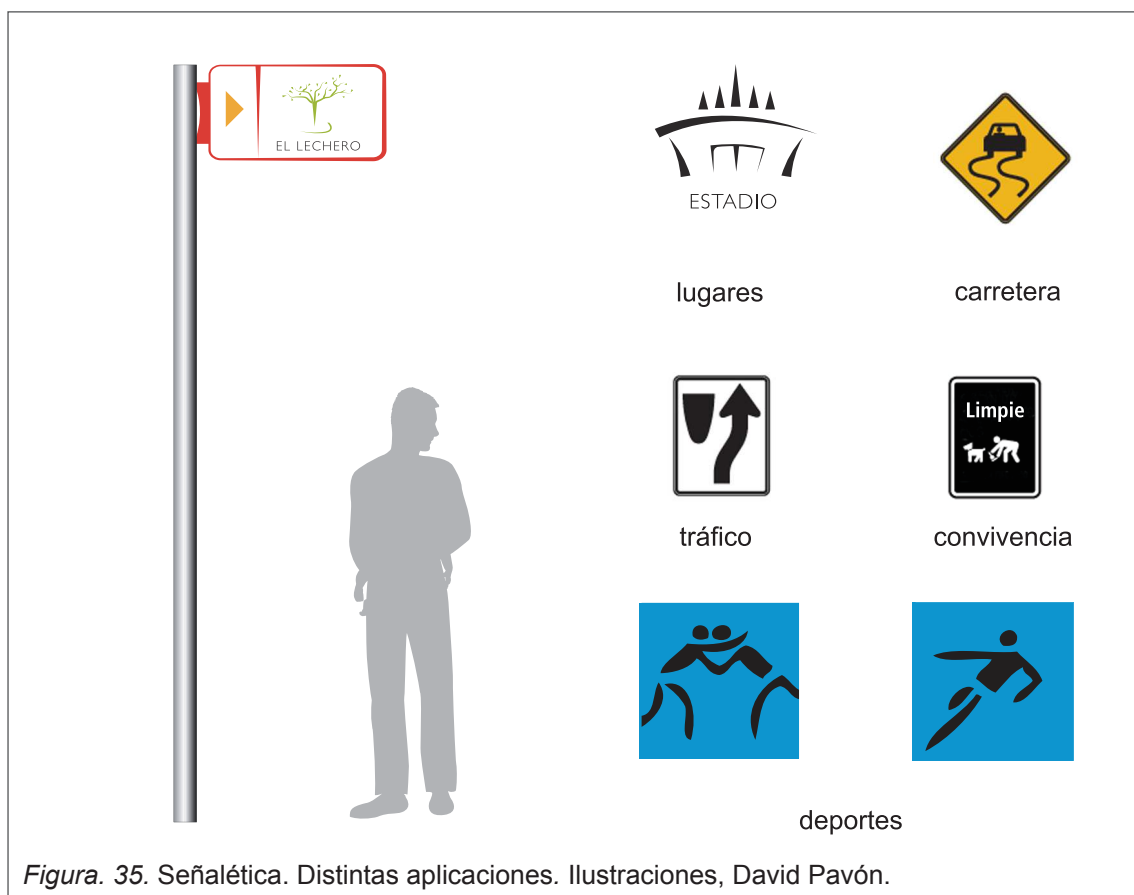 EL LECHERO
ESTADIO
lugares
carretera
Limpie
tráfico
convivencia
deportes
Figura. 35. Señalética. Distintas aplicaciones. Ilustraciones, David Pavón.